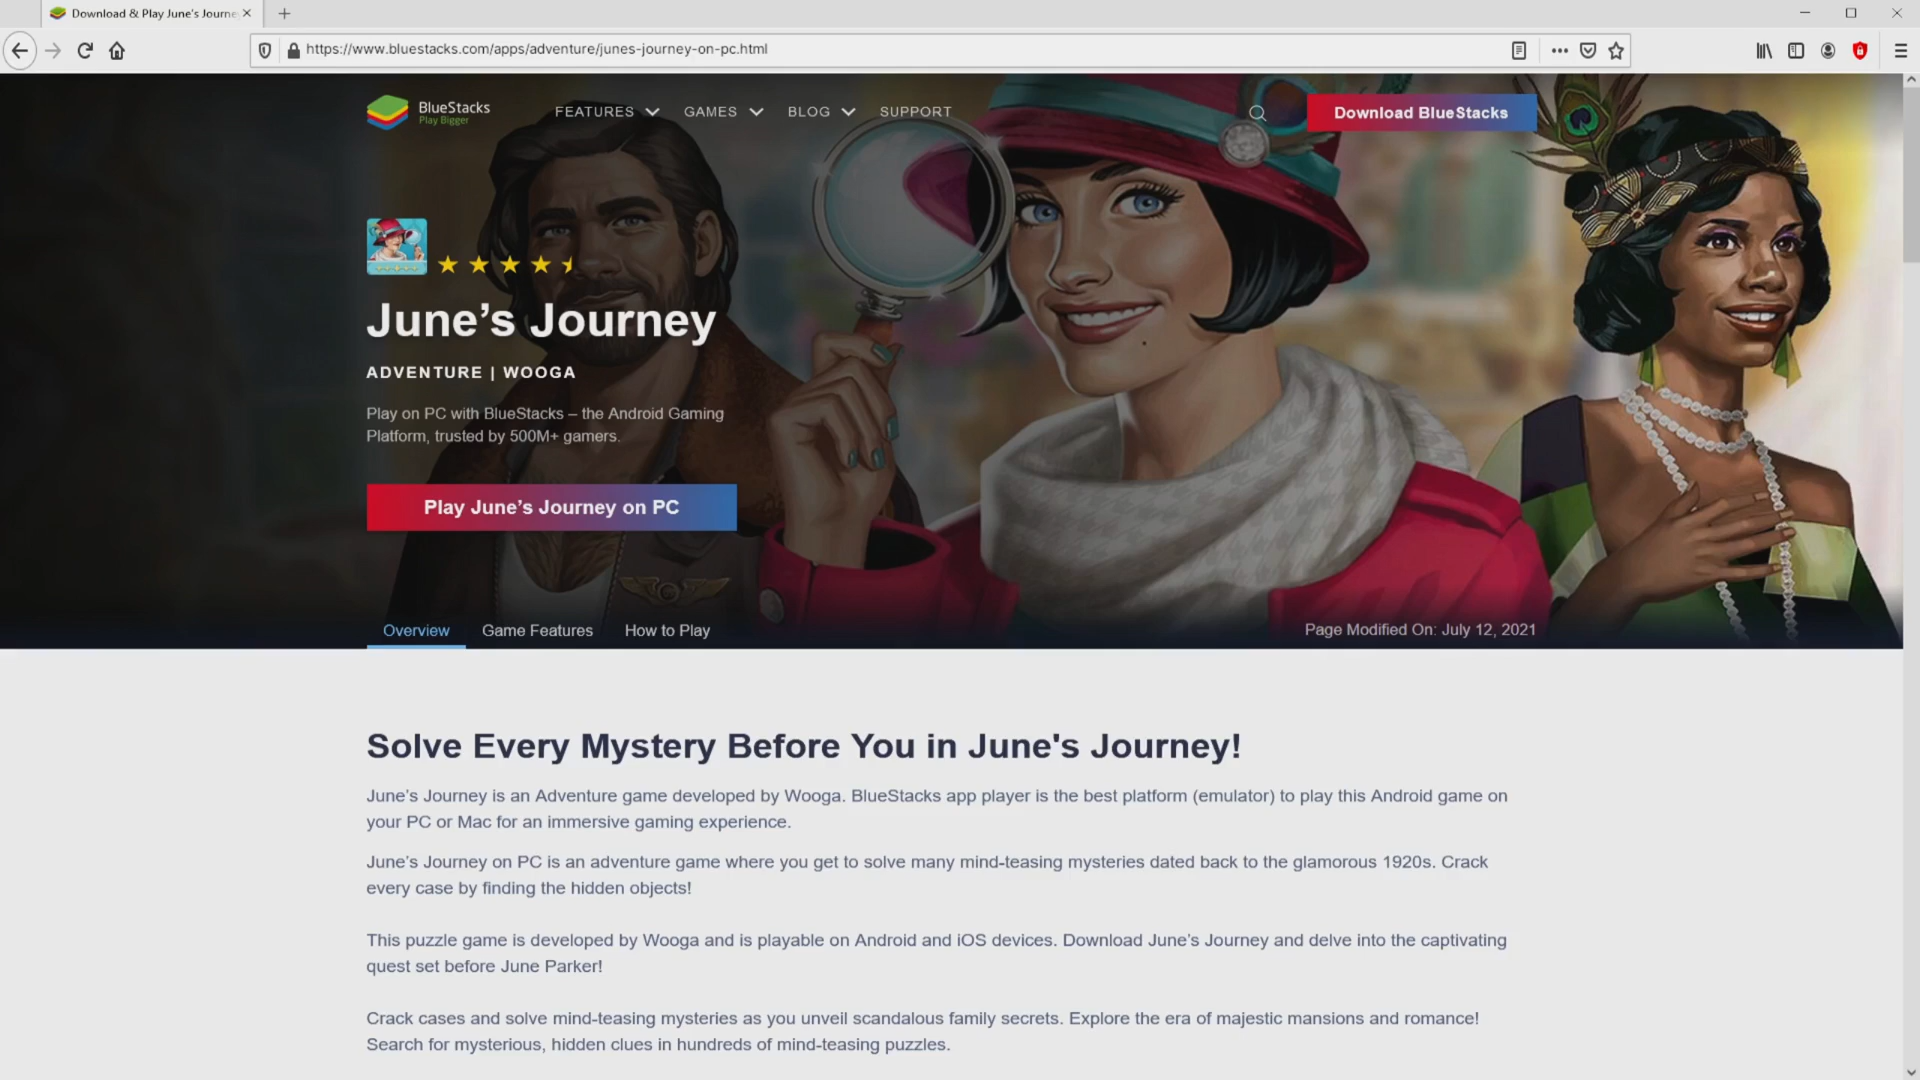 Download & Play June's Journe
https://www.bluestacks.com/apps/adventure/junes-journey-on-pc.html
BlueStacks
Play Bigger
FEATURES
GAMES
BLOG
SUPPORT
Download BlueStacks
June’s Journey
ADVENTURE | WOOGA
Play on PC with BlueStacks – the Android Gaming
Platform, trusted by 500M+ gamers.
Play June’s Journey on PC
Overview
Game Features
How to Play
Page Modified On: July 12, 2021
Solve Every Mystery Before You in June's Journey!
June’s Journey is an Adventure game developed by Wooga. BlueStacks app player is the best platform (emulator) to play this Android game on
your PC or Mac for an immersive gaming experience.
June’s Journey on PC is an adventure game where you get to solve many mind-teasing mysteries dated back to the glamorous 1920s. Crack
every case by finding the hidden objects!
This puzzle game is developed by Wooga and is playable on Android and iOS devices. Download June’s Journey and delve into the captivating
quest set before June Parker!
Crack cases and solve mind-teasing mysteries as you unveil scandalous family secrets. Explore the era of majestic mansions and romance!
Search for mysterious, hidden clues in hundreds of mind-teasing puzzles.